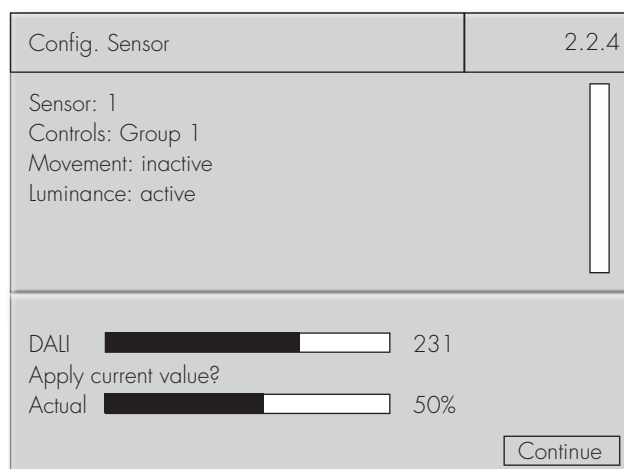 Config. Sensor 2.2.4
Sensor: 1
Controls: Group 1
Movement: inactive
Luminance: active
DALI 231
Apply current value?
Actual 50%
Continue